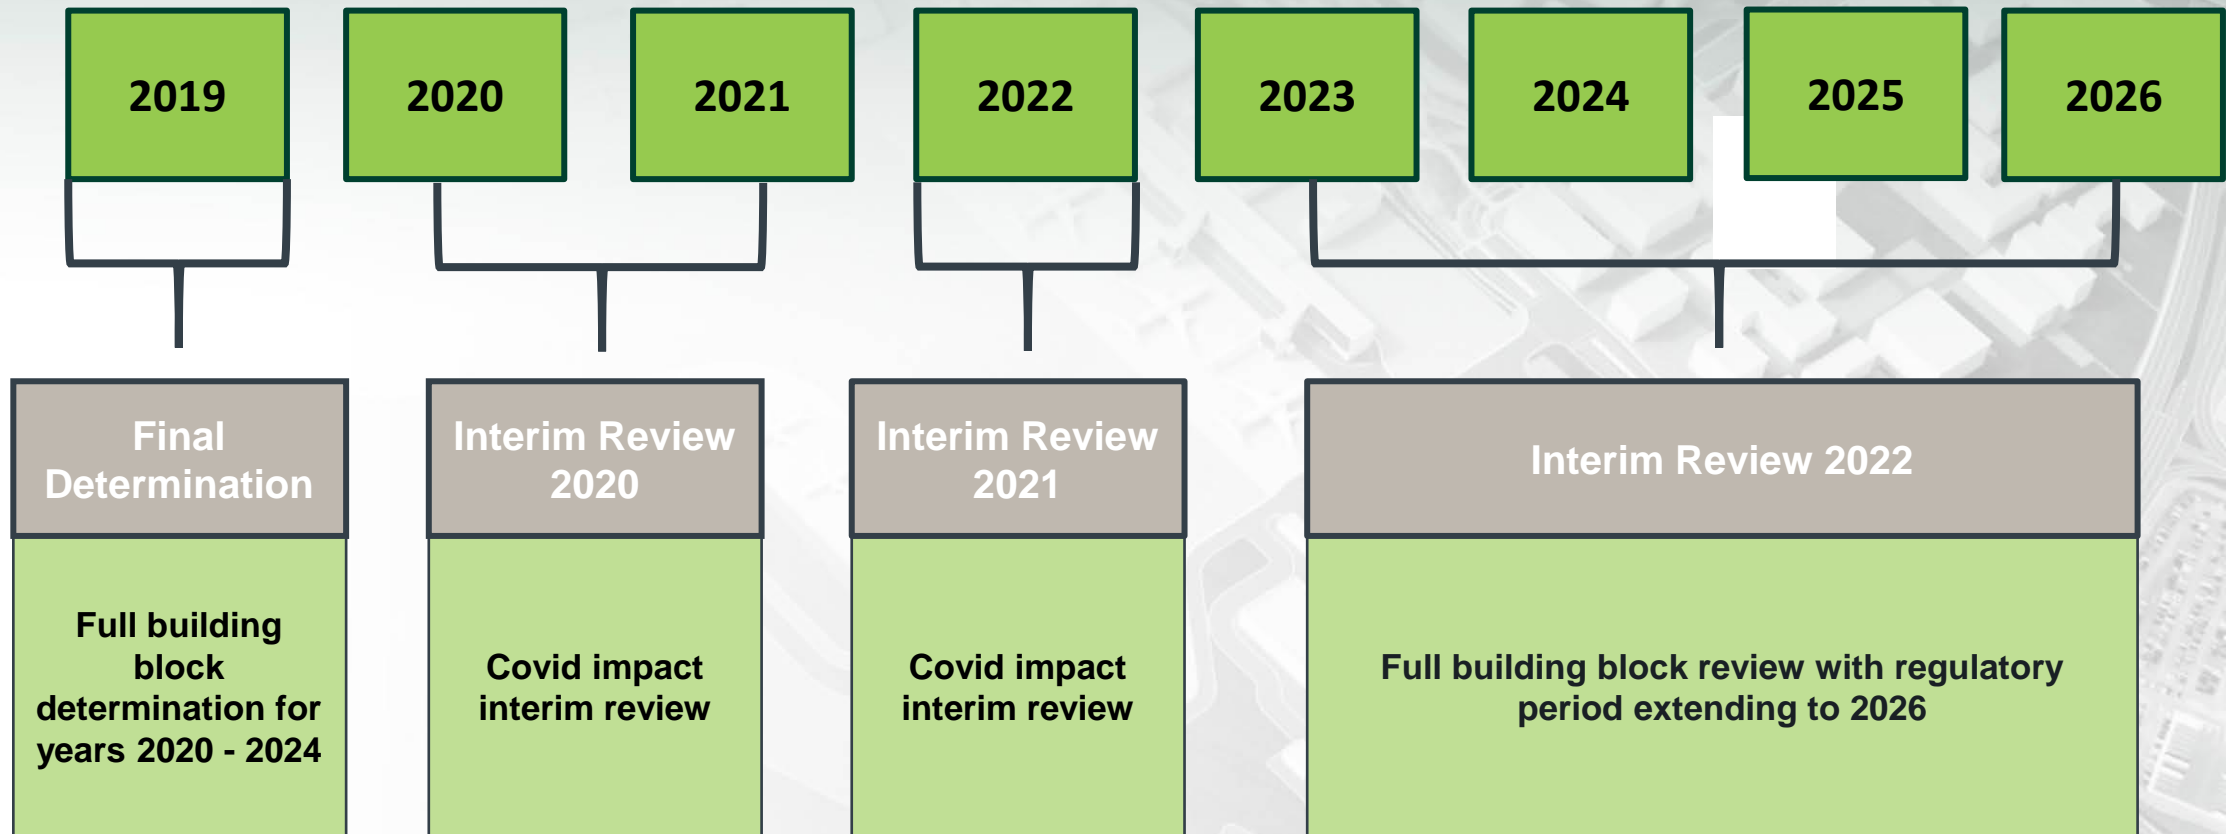 2019
2020
2021
2022
2023
2024
2025
2026
Final
Determination
Interim Review
2020
Interim Review
2021
Interim Review 2022
Full building
block
determination for
years 2020 - 2024
Covid impact
interim review
Covid impact
interim review
Full building block review with regulatory
period extending to 2026